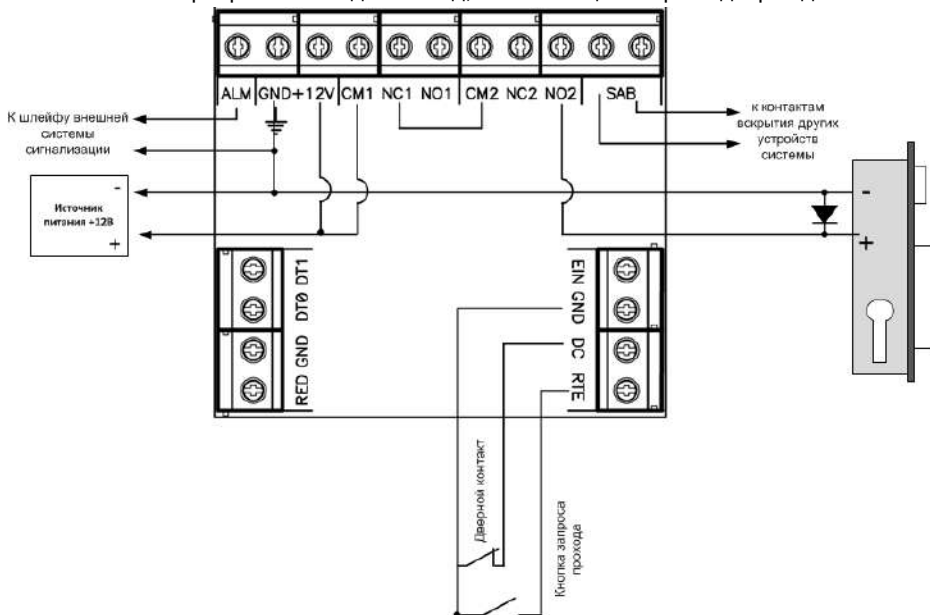 ALM GND +12V CM1 NC1 NO1 CM2 NC2 NO2 SAB
К шлейфу внешней
системы
сигнализации
к контактам
вскрытия других
устройств
системы
-
Источник
питания +12В
+
-
+
DT0 DT1
RED GND
EIN GND
DC
RTE
Дверной контакт
Кнопка запроса
прохода